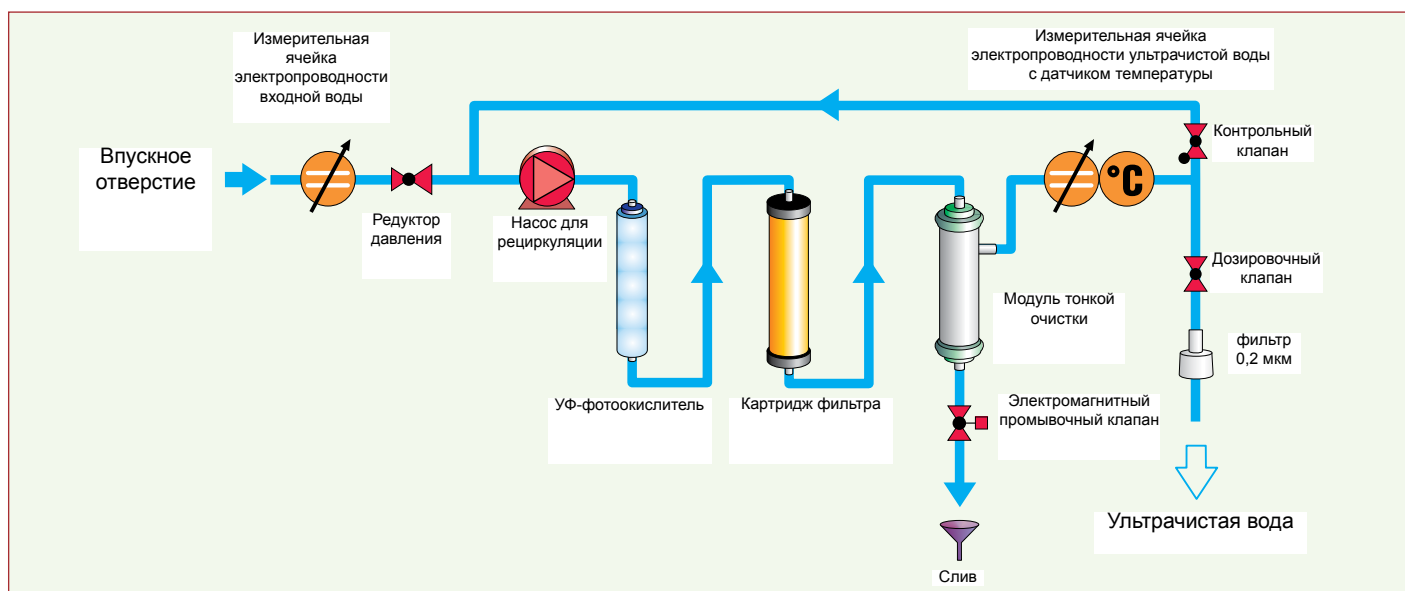 Измерительная
ячейка
электропроводности
входной воды
Измерительная ячейка
электропроводности ультрачистой воды
с датчиком температуры
Впускное
отверстие
Редуктор
давления
Насос для
рециркуляции
°C
Контрольный
клапан
Дозировочный
клапан
Модуль тонкой
очистки
фильтр
0,2 мкм
УФ-фотоокислитель
Картридж фильтра
Электромагнитный
промывочный клапан
Ультрачистая вода
Слив